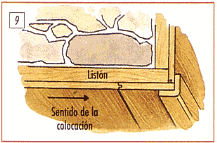 9
Listón
Sentido de la
colocación